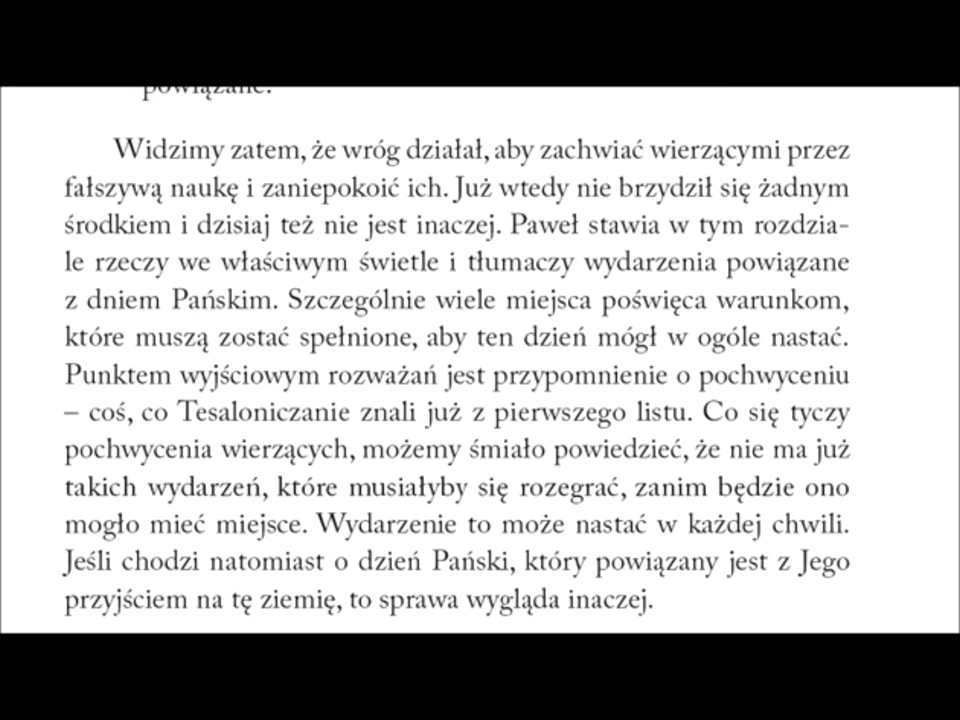 powiązane.
Widzimy zatem, że wróg działał, aby zachwiać wierzącymi przez
fałszywą naukę i zaniepokoić ich. Już wtedy nie brzydził się żadnym
środkiem i dzisiaj też nie jest inaczej. Paweł stawia w tym rozdzia-
le rzeczy we właściwym świetle i tłumaczy wydarzenia powiązane
z dniem Pańskim. Szczególnie wiele miejsca poświęca warunkom,
które muszą zostać spełnione, aby ten dzień mógł w ogóle nastać.
Punktem wyjściowym rozważań jest przypomnienie o pochwyceniu
– coś, co Tesaloniczanie znali już z pierwszego listu. Co się tyczy
pochwycenia wierzących, możemy śmiało powiedzieć, że nie ma już
takich wydarzeń, które musiałyby się rozegrać, zanim będzie ono
mogło mieć miejsce. Wydarzenie to może nastać w każdej chwili.
Jeśli chodzi natomiast o dzień Pański, który powiązany jest z Jego
przyjściem na tę ziemię, to sprawa wygląda inaczej.